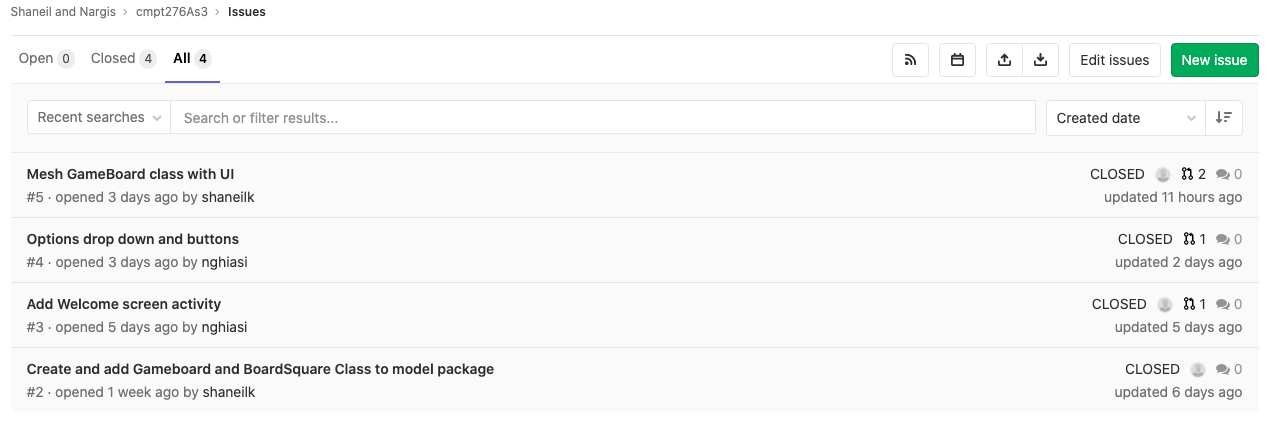 Shaneil and Nargis › cmpt276As3 › Issues
Open 0 Closed 4 All 4 Edit issues New issue
Recent searches Search or filter results... Created date
Mesh GameBoard class with UI CLOSED 2 0
#5 · opened 3 days ago by shaneilk updated 11 hours ago
Options drop down and buttons CLOSED 1 0
#4 · opened 3 days ago by nghiasi updated 2 days ago
Add Welcome screen activity CLOSED 1 0
#3 · opened 5 days ago by nghiasi updated 5 days ago
Create and add Gameboard and BoardSquare Class to model package CLOSED 0
#2 · opened 1 week ago by shaneilk updated 6 days ago